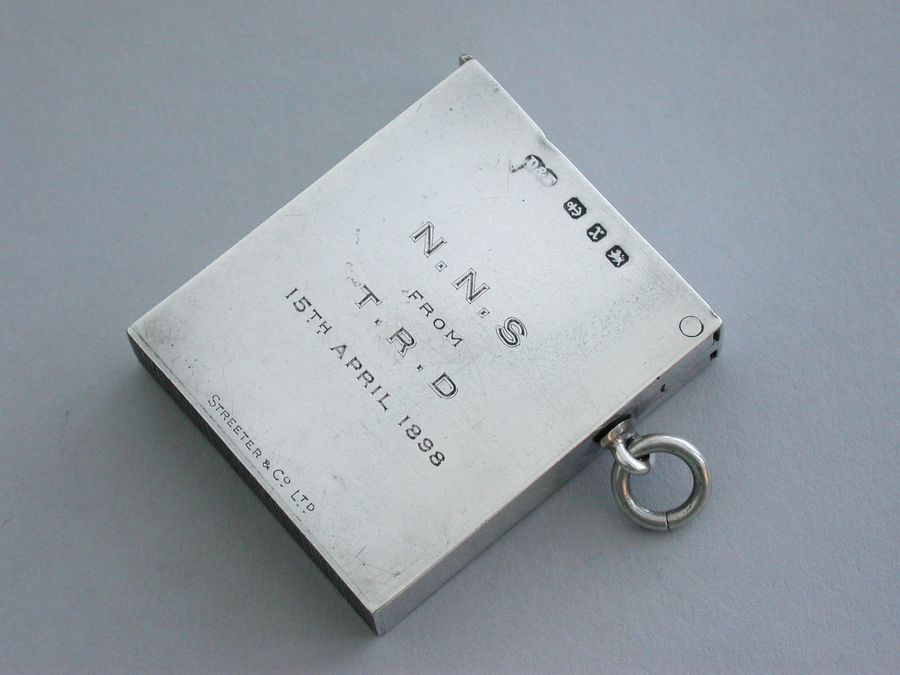 N.N.S
FROM
T.R.D
15TH APRIL 1898
STREETER & Co LTD